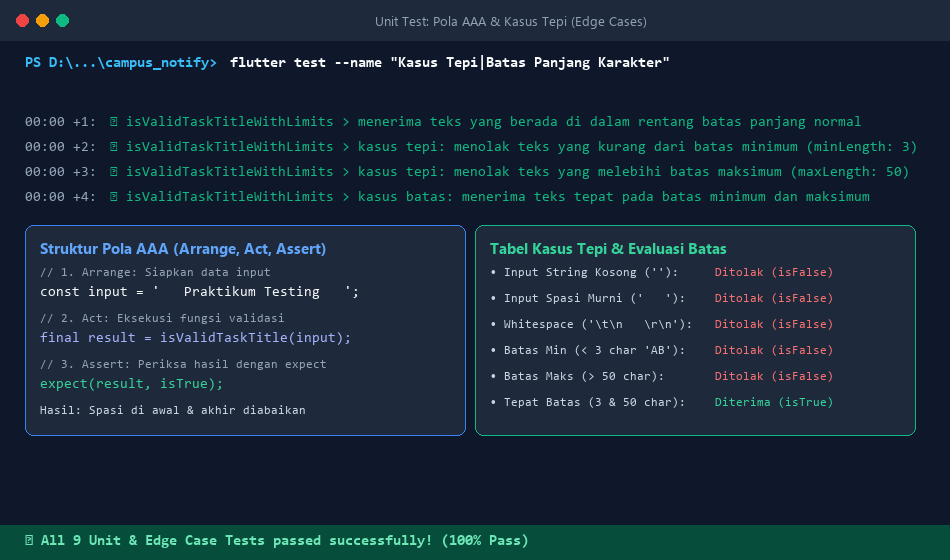 Unit Test: Pola AAA & Kasus Tepi (Edge Cases)
PS D:\...\campus_notify> flutter test --name "Kasus Tepi|Batas Panjang Karakter"
00:00 +1: isValidTaskTitleWithLimits > menerima teks yang berada di dalam rentang batas panjang normal
00:00 +2: isValidTaskTitleWithLimits > kasus tepi: menolak teks yang kurang dari batas minimum (minLength: 3)
00:00 +3: isValidTaskTitleWithLimits > kasus tepi: menolak teks yang melebihi batas maksimum (maxLength: 50)
00:00 +4: isValidTaskTitleWithLimits > kasus batas: menerima teks tepat pada batas minimum dan maksimum
Struktur Pola AAA (Arrange, Act, Assert)
// 1. Arrange: Siapkan data input
const input = '   Praktikum Testing   ';
// 2. Act: Eksekusi fungsi validasi
final result = isValidTaskTitle(input);
// 3. Assert: Periksa hasil dengan expect
expect(result, isTrue);
Hasil: Spasi di awal & akhir diabaikan
Tabel Kasus Tepi & Evaluasi Batas
• Input String Kosong (''): Ditolak (isFalse)
• Input Spasi Murni ('   '): Ditolak (isFalse)
• Whitespace ('\t\n   \r\n'): Ditolak (isFalse)
• Batas Min (< 3 char 'AB'): Ditolak (isFalse)
• Batas Maks (> 50 char): Ditolak (isFalse)
• Tepat Batas (3 & 50 char): Diterima (isTrue)
All 9 Unit & Edge Case Tests passed successfully! (100% Pass)